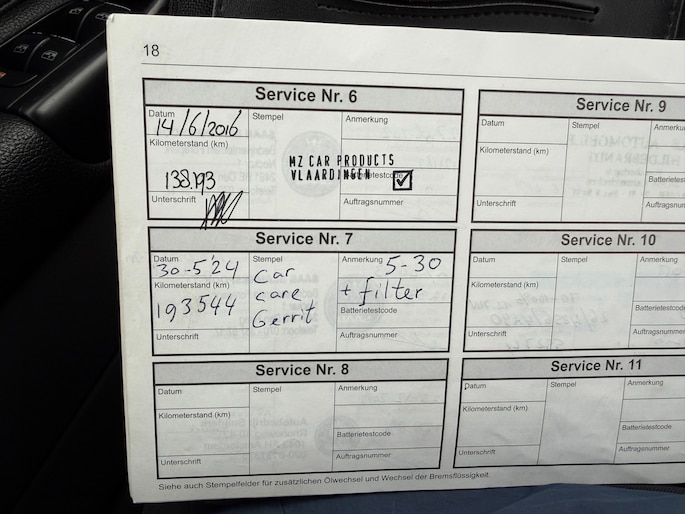 18
Service Nr. 6
Datum
14/6/2016
Stempel
Anmerkung
Kilometerstand (km)
138.193
MZ CAR PRODUCTS
VLAARDINGEN
Unterschrift
Auftragsnummer
Service Nr. 9
Datum
Stempel
Kilometerstand (km)
Unterschrift
Service Nr. 7
Datum
30-5'24
Stempel
Car
care
Gerrit
Anmerkung
5-30
+ filter
Kilometerstand (km)
193544
Batterietestcode
Unterschrift
Auftragsnummer
Service Nr. 10
Datum
Stempel
Anmerkung
Kilometerstand (km)
Unterschrift
Service Nr. 8
Datum
Stempel
Anmerkung
Kilometerstand (km)
Batterietestcode
Unterschrift
Auftragsnummer
Service Nr. 11
Datum
Stempel
Anmerkung
Kilometerstand (km)
Batterietestcode
Unterschrift
Auftragsnummer
Siehe auch Stempelfelder für zusätzlichen Ölwechsel und Wechsel der Bremsflüssigkeit.